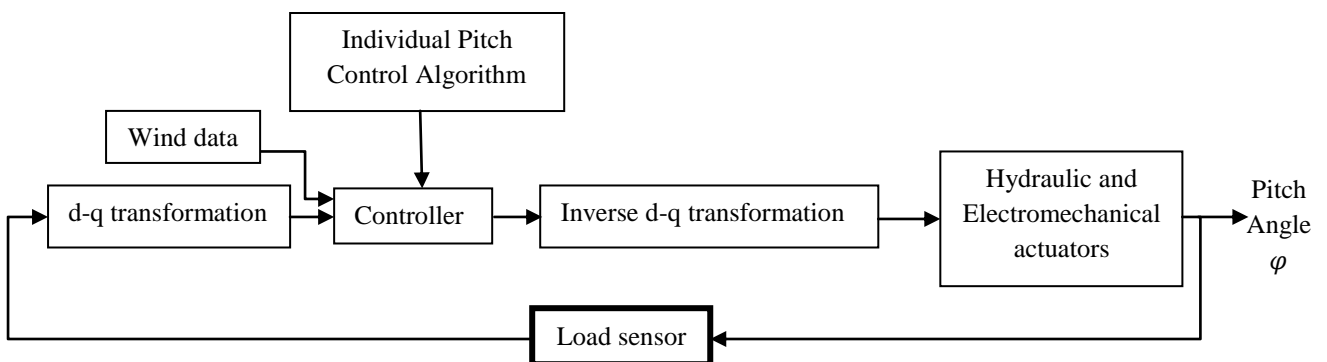 Individual Pitch
Control Algorithm
Wind data
d-q transformation
Controller
Inverse d-q transformation
Hydraulic and
Electromechanical
actuators
Pitch
Angle
φ
Load sensor